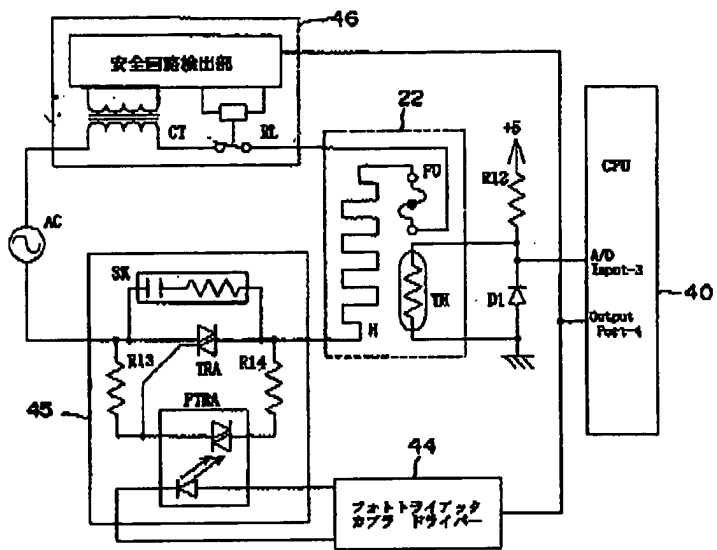 46
安全回路検出部
CT
RL
22
FU
+5
CPU
R12
AC
A/D
Input-3
40
SK
TH
D1
Output
Port-4
H
R13
TRA
R14
45
PTRA
44
フォトトライアック
カプラ ドライバー